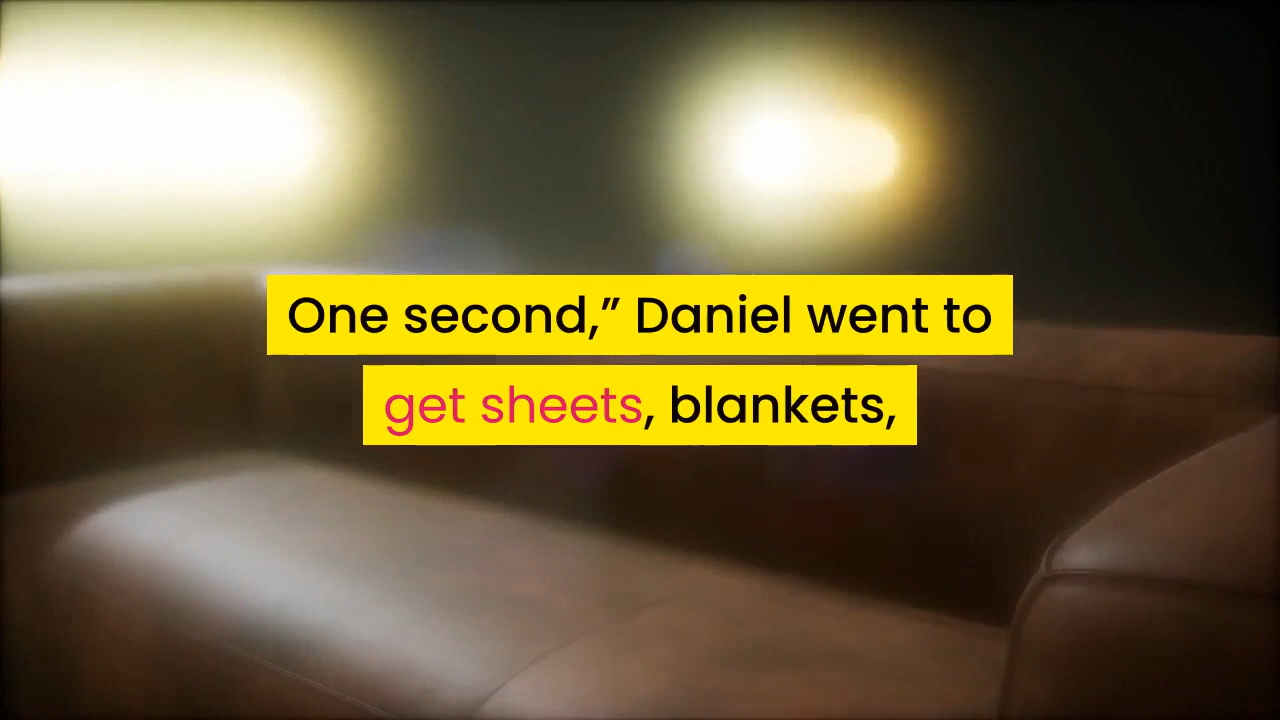 One second,” Daniel went to
get sheets, blankets,